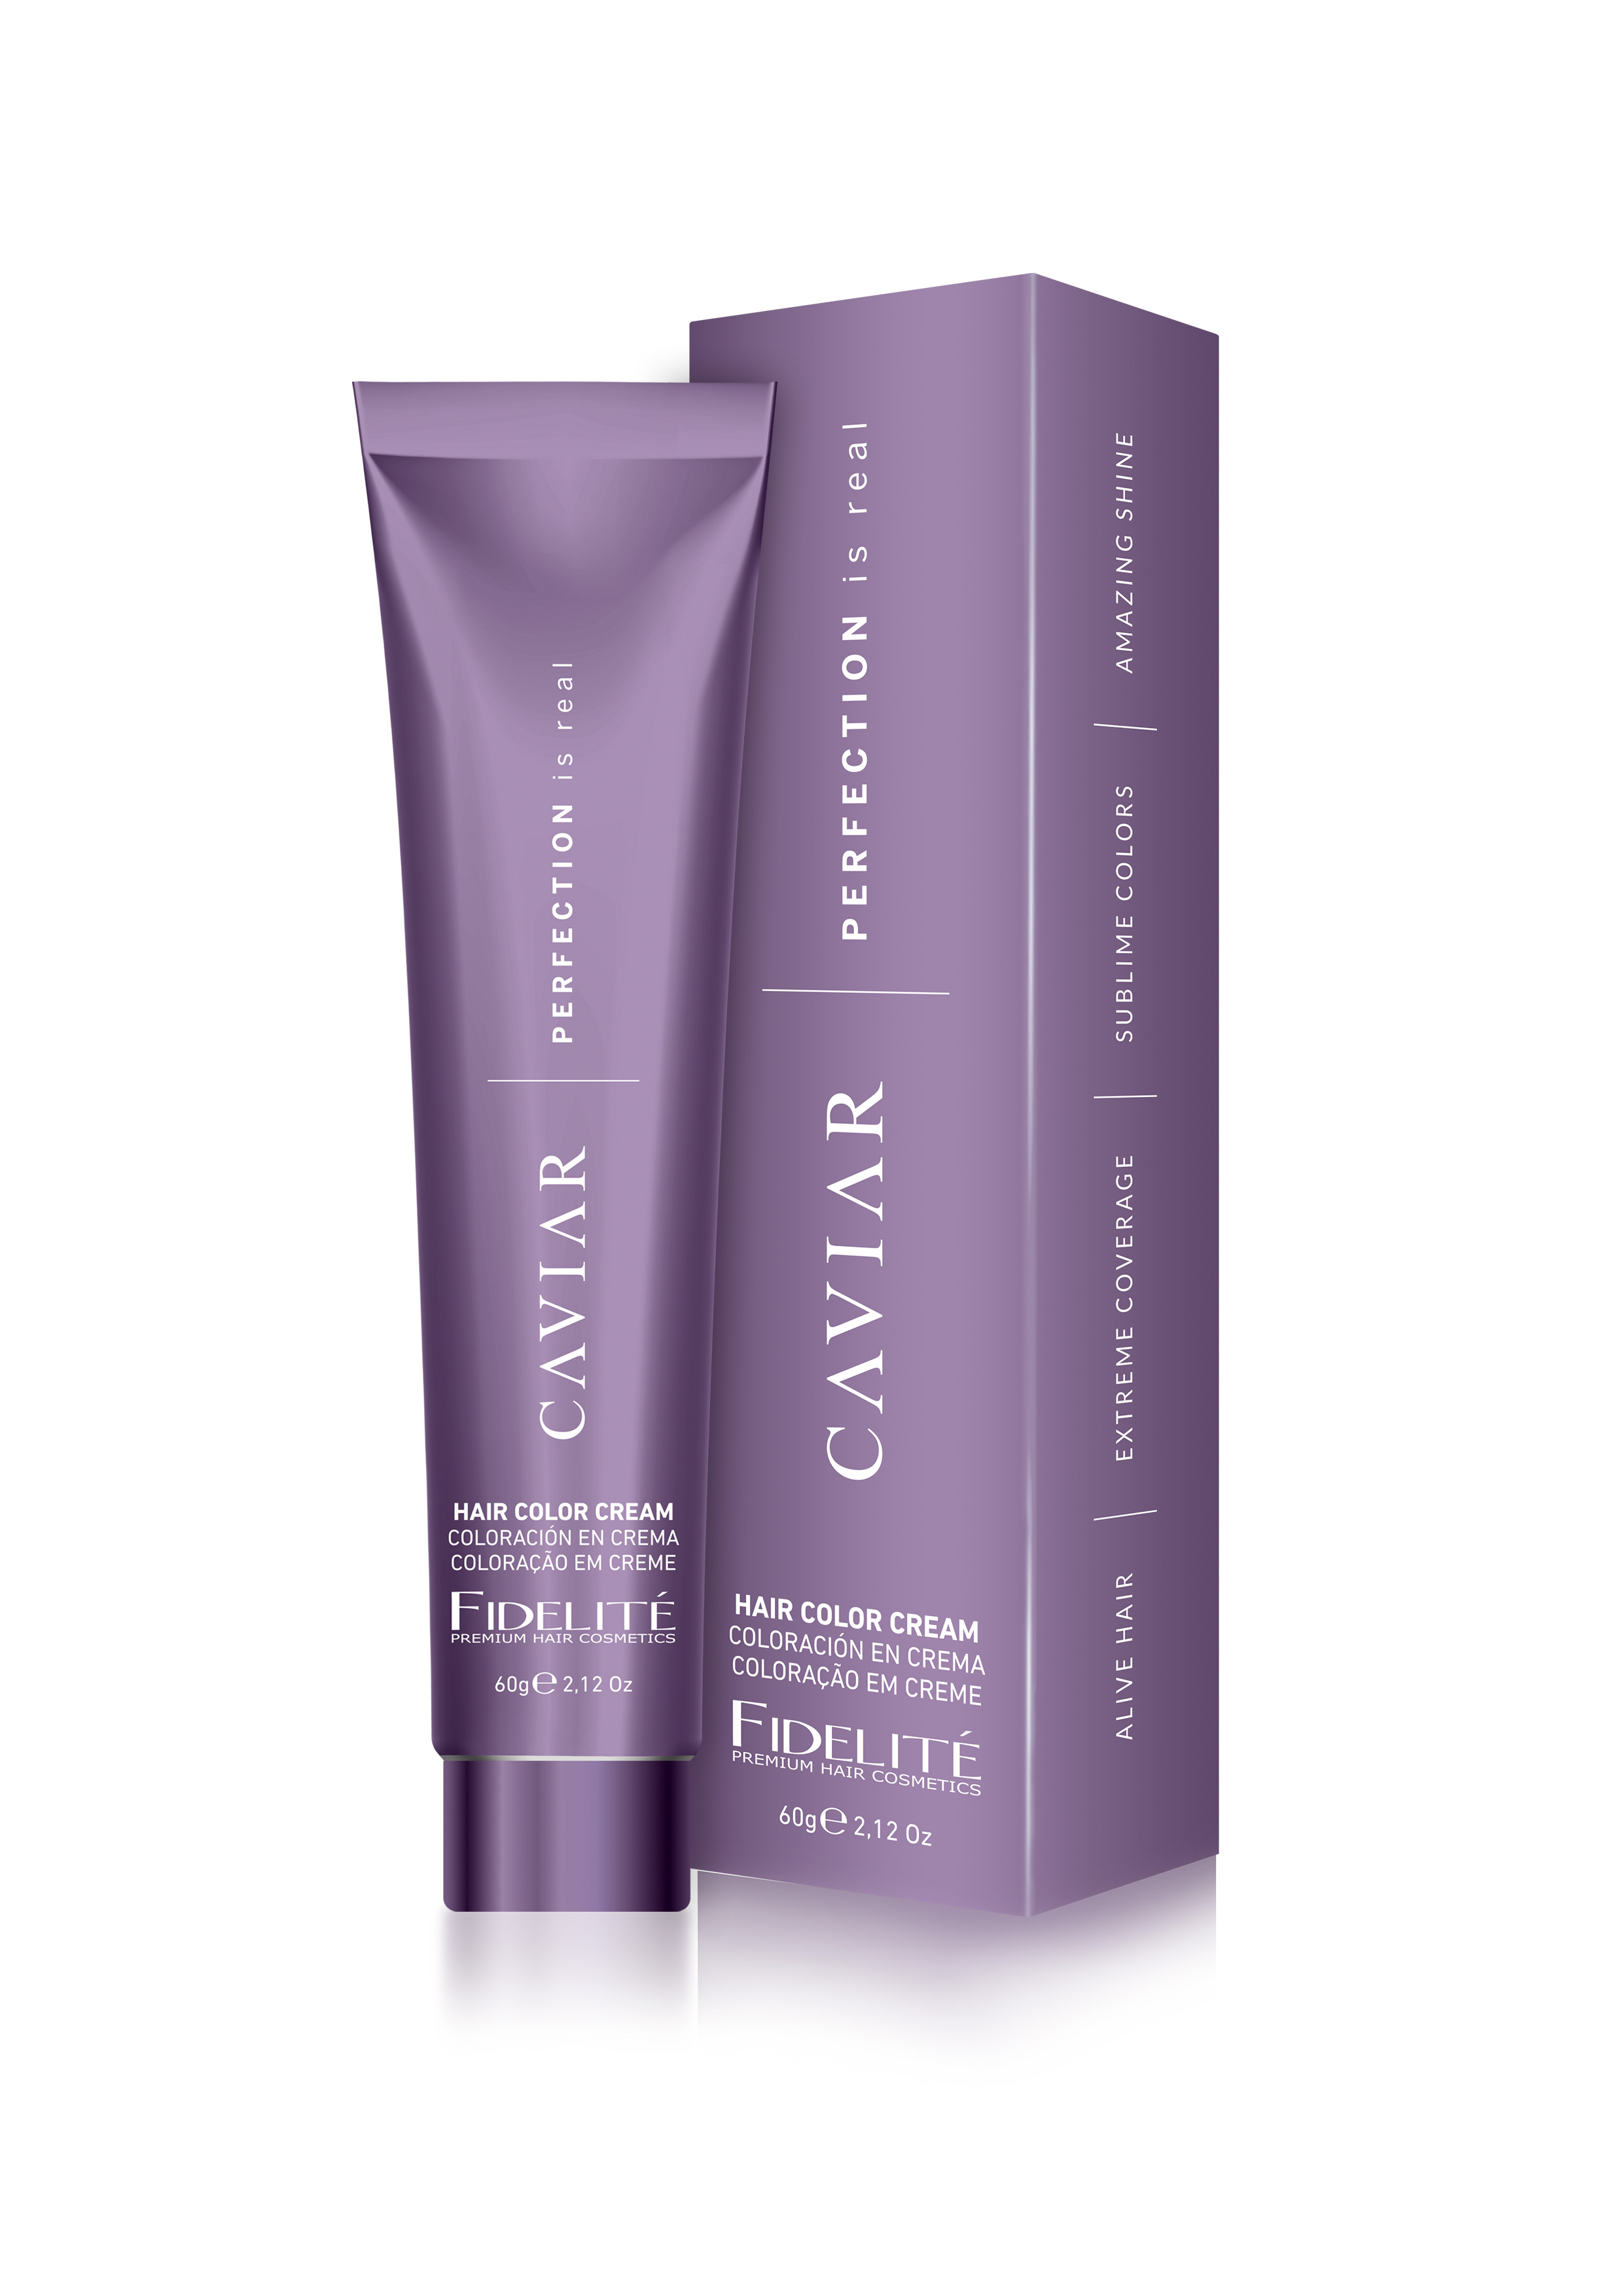 PERFECTION is real
CAVIAR
HAIR COLOR CREAM
COLORACIÓN EN CREMA
COLORAÇÃO EM CREME
FIDELITÉ
PREMIUM HAIR COSMETICS
60g℮ 2,12 Oz
PERFECTION is real
CAVIAR
HAIR COLOR CREAM
COLORACIÓN EN CREMA
COLORAÇÃO EM CREME
FIDELITÉ
PREMIUM HAIR COSMETICS
60g℮ 2,12 Oz
ALIVE HAIR | EXTREME COVERAGE | SUBLIME COLORS | AMAZING SHINE